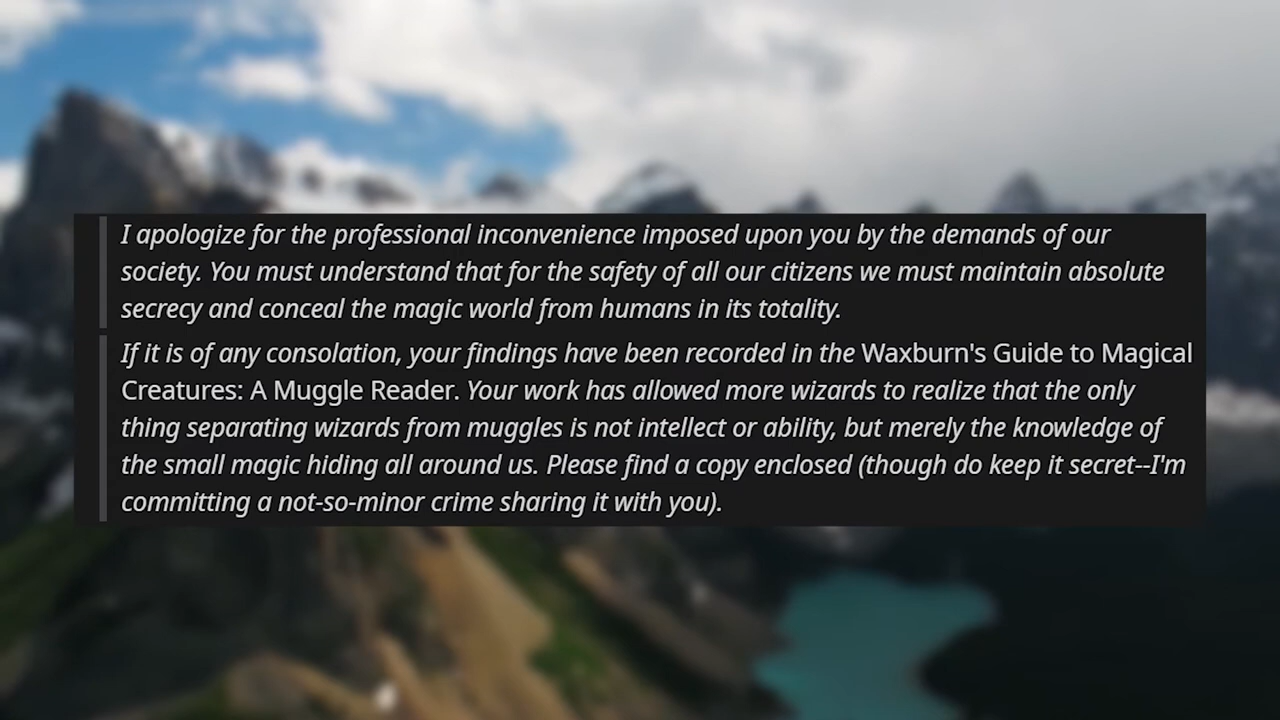 I apologize for the professional inconvenience imposed upon you by the demands of our
society. You must understand that for the safety of all our citizens we must maintain absolute
secrecy and conceal the magic world from humans in its totality.
If it is of any consolation, your findings have been recorded in the Waxburn's Guide to Magical
Creatures: A Muggle Reader. Your work has allowed more wizards to realize that the only
thing separating wizards from muggles is not intellect or ability, but merely the knowledge of
the small magic hiding all around us. Please find a copy enclosed (though do keep it secret--I'm
committing a not-so-minor crime sharing it with you).